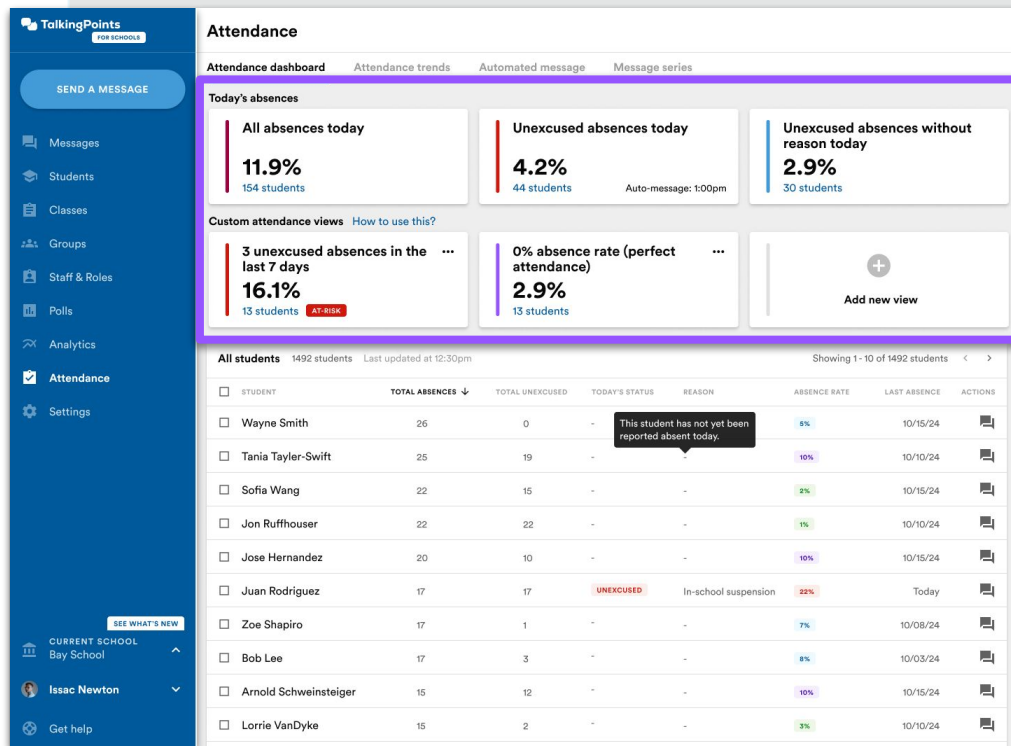 TalkingPoints
FOR SCHOOLS
SEND A MESSAGE
Messages
Students
Classes
Groups
Staff & Roles
Polls
Analytics
Attendance
Settings
SEE WHAT'S NEW
CURRENT SCHOOL
Bay School
Issac Newton
Get help
Attendance
Attendance dashboard Attendance trends Automated message Message series
Today's absences
All absences today
11.9%
154 students
Unexcused absences today
4.2%
44 students Auto-message: 1:00pm
Unexcused absences without
reason today
2.9%
30 students
Custom attendance views How to use this?
3 unexcused absences in the ...
last 7 days
16.1%
13 students AT-RISK
0% absence rate (perfect ...
attendance)
2.9%
13 students
Add new view
All students 1492 students Last updated at 12:30pm Showing 1 - 10 of 1492 students < >
STUDENT TOTAL ABSENCES ↓ TOTAL UNEXCUSED TODAY'S STATUS REASON ABSENCE RATE LAST ABSENCE ACTIONS
This student has not yet been
reported absent today.
Wayne Smith 26 0 - 5% 10/15/24
Tania Tayler-Swift 25 19 - - 10% 10/10/24
Sofia Wang 22 15 - - 2% 10/15/24
Jon Ruffhouser 22 22 - - 1% 10/10/24
Jose Hernandez 20 10 - - 10% 10/15/24
Juan Rodriguez 17 17 UNEXCUSED In-school suspension 22% Today
Zoe Shapiro 17 1 - - 7% 10/08/24
Bob Lee 17 3 - - 8% 10/03/24
Arnold Schweinsteiger 15 12 - - 10% 10/15/24
Lorrie VanDyke 15 2 - - 3% 10/10/24